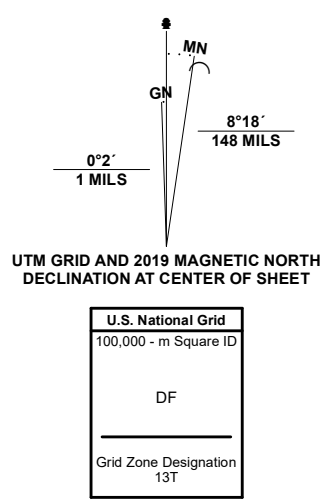 MN
GN
8°18´
148 MILS
0°2´
1 MILS
UTM GRID AND 2019 MAGNETIC NORTH
DECLINATION AT CENTER OF SHEET
U.S. National Grid
100,000 - m Square ID
DF
Grid Zone Designation
13T